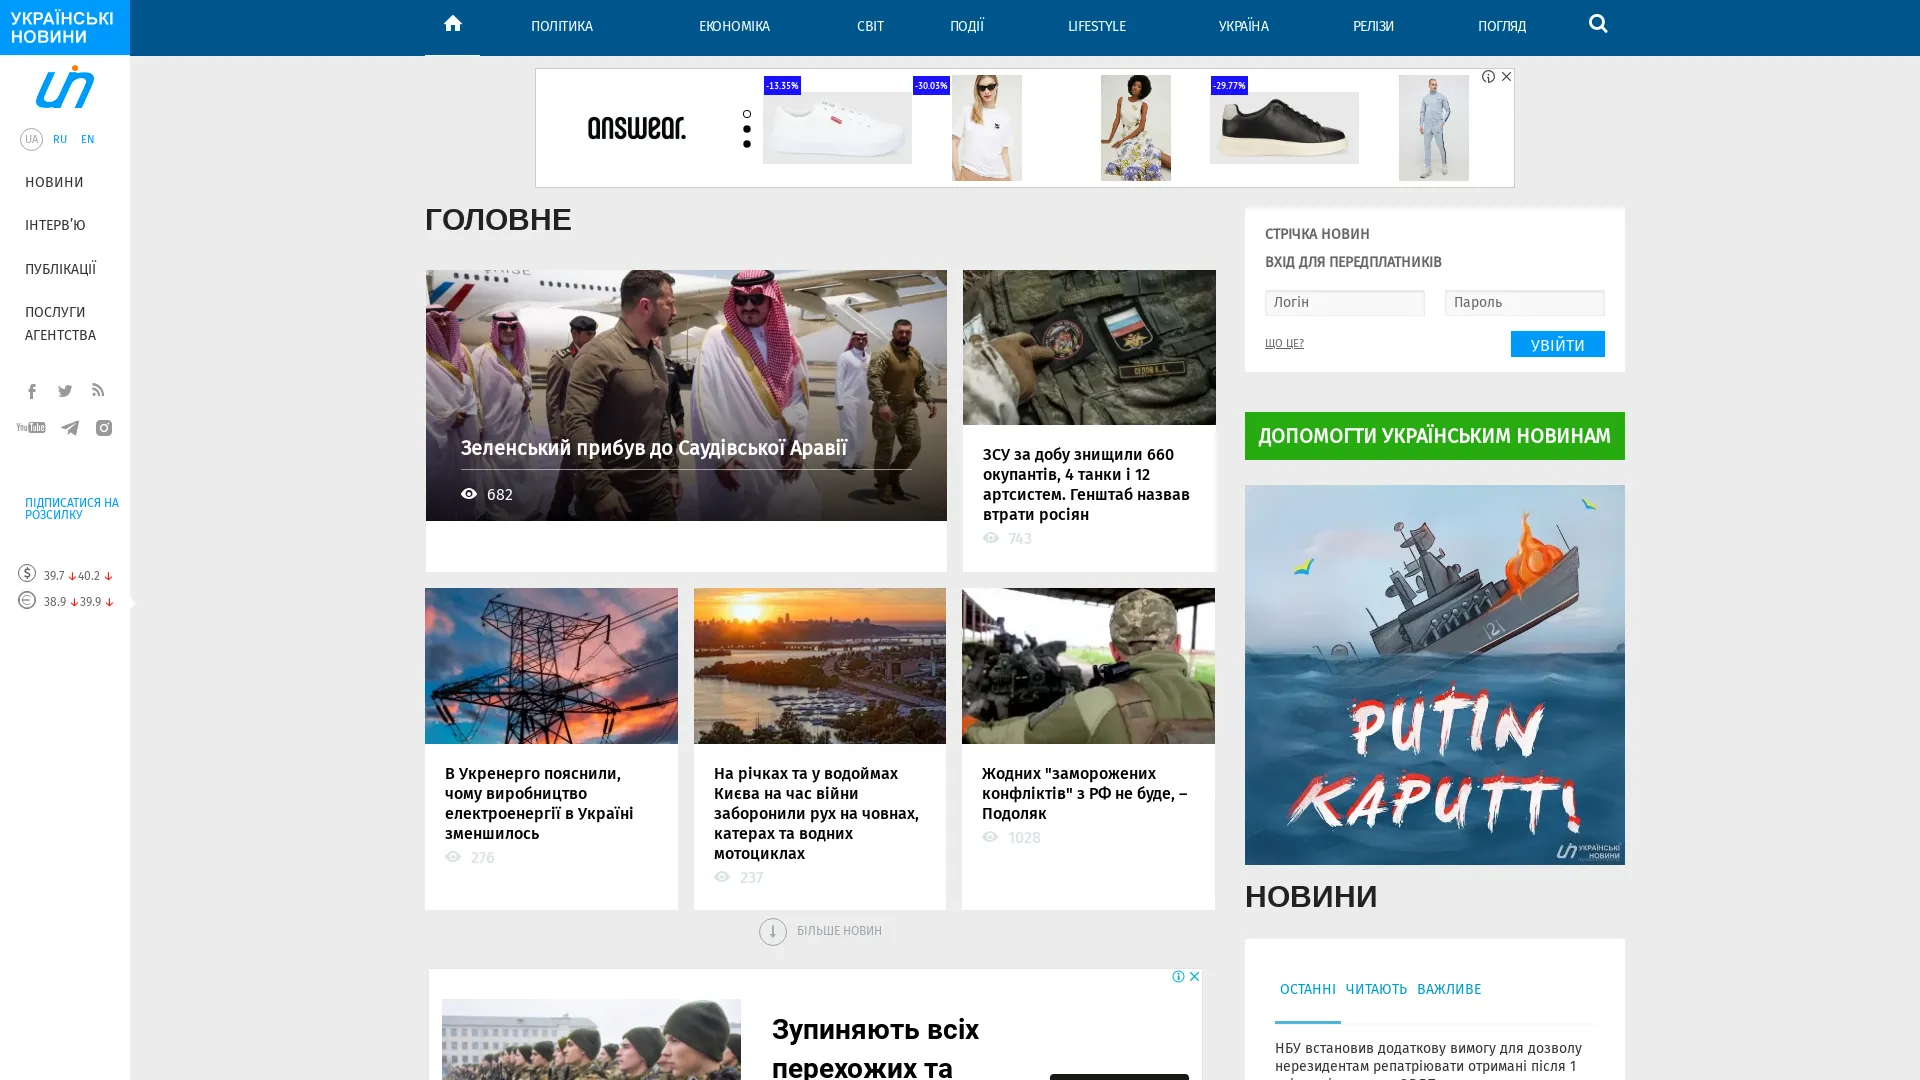 УКРАЇНСЬКІ
НОВИНИ
ПОЛІТИКА
ЕКОНОМІКА
СВІТ
ПОДІЇ
LIFESTYLE
УКРАЇНА
РЕЛІЗИ
ПОГЛЯД
UA
RU
EN
НОВИНИ
ІНТЕРВ'Ю
ПУБЛІКАЦІЇ
ПОСЛУГИ
АГЕНТСТВА
You Tube
ПІДПИСАТИСЯ НА
РОЗСИЛКУ
39.7 40.2
38.9 39.9
answear.
-13.35%
-30.03%
-29.77%
ГОЛОВНЕ
Зеленський прибув до Саудівської Аравії
682
ЗСУ за добу знищили 660
окупантів, 4 танки і 12
артсистем. Генштаб назвав
втрати росіян
743
В Укренерго пояснили,
чому виробництво
електроенергії в Україні
зменшилось
276
На річках та у водоймах
Києва на час війни
заборонили рух на човнах,
катерах та водних
мотоциклах
237
Жодних "заморожених
конфліктів" з РФ не буде, –
Подоляк
1028
БІЛЬШЕ НОВИН
Зупиняють всіх
перехожих та
СТРІЧКА НОВИН
ВХІД ДЛЯ ПЕРЕДПЛАТНИКІВ
Логін
Пароль
ЩО ЦЕ?
УВІЙТИ
ДОПОМОГТИ УКРАЇНСЬКИМ НОВИНАМ
121
PUTIN
KAPUTT!
УКРАЇНСЬКІ
НОВИНИ
НОВИНИ
ОСТАННІ
ЧИТАЮТЬ
ВАЖЛИВЕ
НБУ встановив додаткову вимогу для дозволу
нерезидентам репатріювати отримані після 1